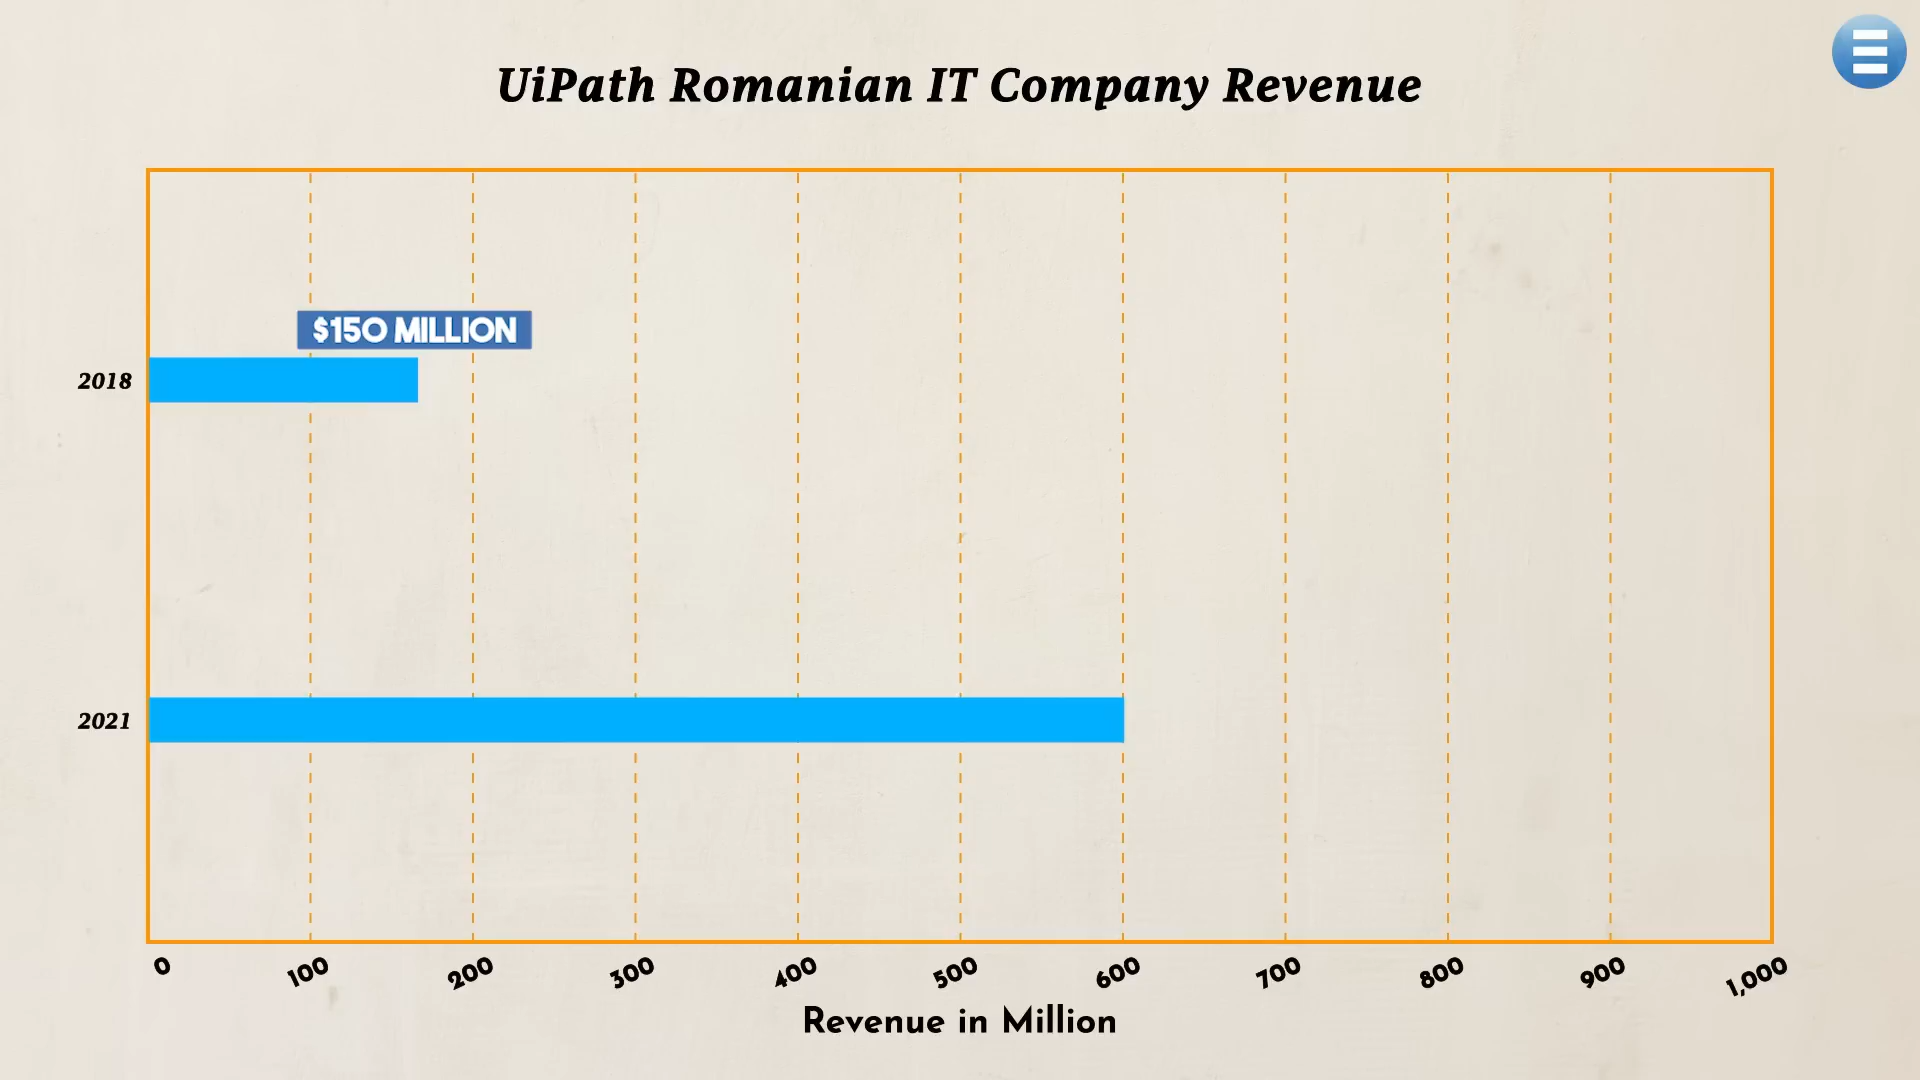 UiPath Romanian IT Company Revenue
$150 MILLION
2018
2021
0 100 200 300 400 500 600 700 800 900 1,000
Revenue in Million